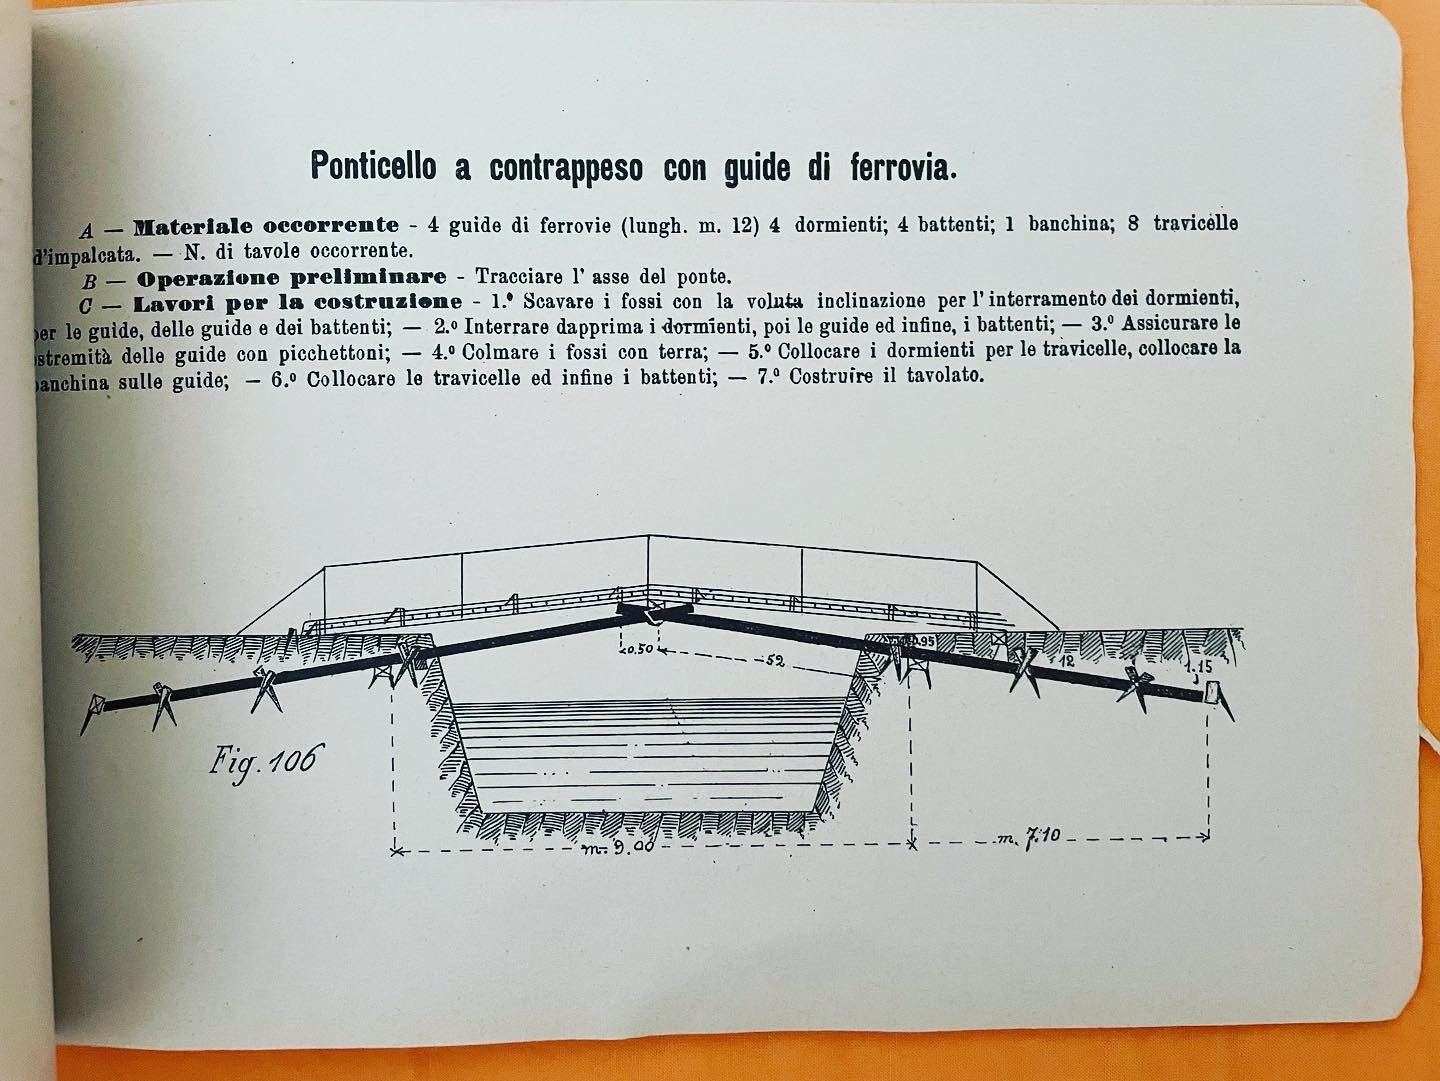 Ponticello a contrappeso con guide di ferrovia.
A — Materiale occorrente - 4 guide di ferrovie (lungh. m. 12) 4 dormienti; 4 battenti; 1 banchina; 8 travicelle
d'impalcata. — N. di tavole occorrente.
B — Operazione preliminare - Tracciare l' asse del ponte.
C — Lavori per la costruzione - 1.º Scavare i fossi con la voluta inclinazione per l'interramento dei dormienti,
per le guide, delle guide e dei battenti; — 2.º Interrare dapprima i dormienti, poi le guide ed infine, i battenti; — 3.º Assicurare le
stremità delle guide con picchettoni; — 4.º Colmare i fossi con terra; — 5.º Collocare i dormienti per le travicelle, collocare la
banchina sulle guide; — 6.º Collocare le travicelle ed infine i battenti; — 7.º Costruire il tavolato.
0.50
52
0.95
12
1.15
Fig. 106
m. 9.00
m. 7.10